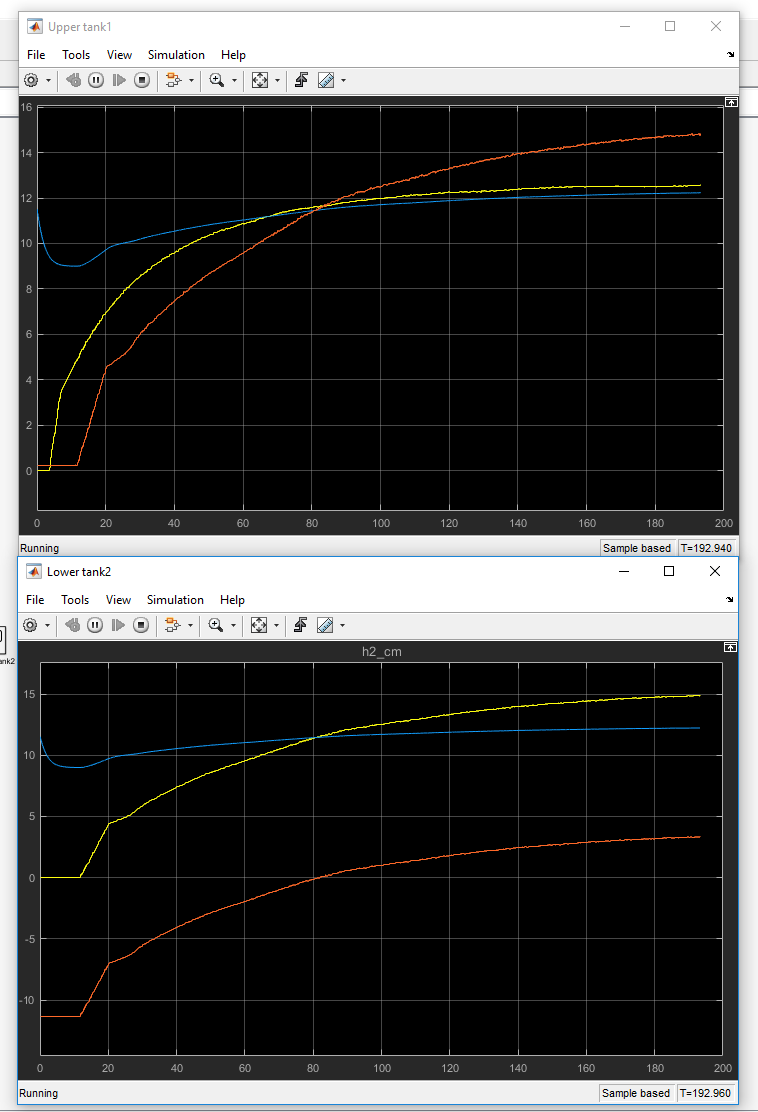 Upper tank1
File Tools View Simulation Help
16
14
12
10
8
6
4
2
0
0 20 40 60 80 100 120 140 160 180 200
Running Sample based T=192.940
Lower tank2
File Tools View Simulation Help
ank2
h2_cm
15
10
5
0
-5
-10
0 20 40 60 80 100 120 140 160 180 200
Running Sample based T=192.960